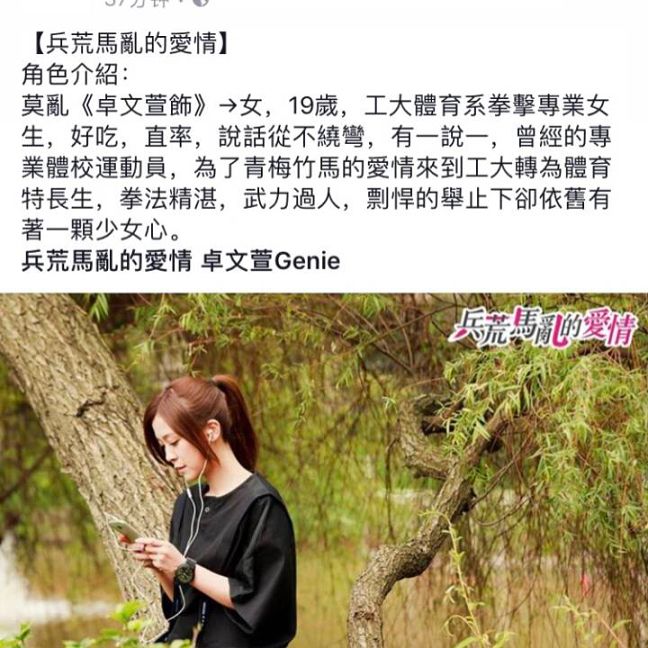 37分钟
【兵荒馬亂的愛情】
角色介紹：
莫亂《卓文萱飾》→女，19歲，工大體育系拳擊專業女
生，好吃，直率，說話從不繞彎，有一說一，曾經的專
業體校運動員，為了青梅竹馬的愛情來到工大轉為體育
特長生，拳法精湛，武力過人，剽悍的舉止下卻依舊有
著一顆少女心。
兵荒馬亂的愛情 卓文萱Genie
兵荒馬亂的愛情